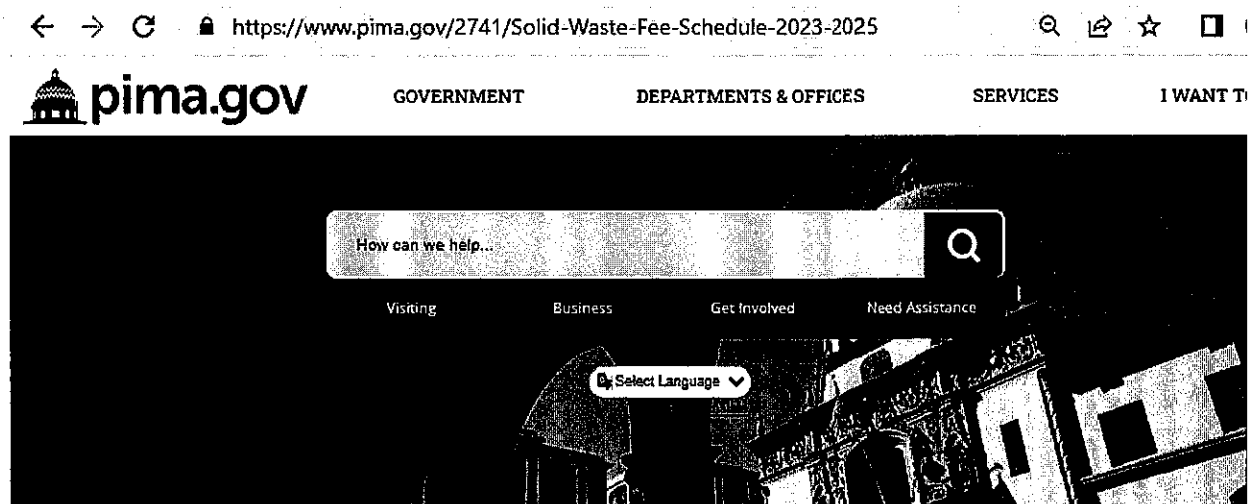 https://www.pima.gov/2741/Solid-Waste-Fee-Schedule-2023-2025
pima.gov GOVERNMENT DEPARTMENTS & OFFICES SERVICES I WANT T
How can we help...
Visiting Business Get Involved Need Assistance
Select Language